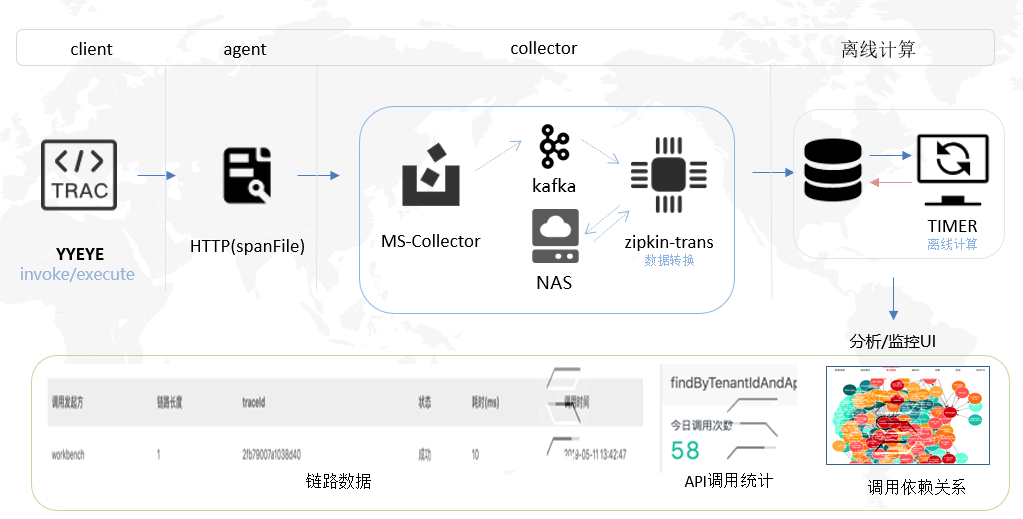 client
agent
collector
离线计算
</> TRAC
YYEYE
invoke/execute
HTTP(spanFile)
MS-Collector
kafka
NAS
zipkin-trans
数据转换
TIMER
离线计算
分析/监控UI
调用发起方 链路长度 traceId 状态 耗时(ms) 调用时间
workbench 1 2fb79007a1038d40 成功 10 2019-05-11 13:42:47
链路数据
findByTenantIdAndAp
今日调用次数
58
API调用统计
调用依赖关系